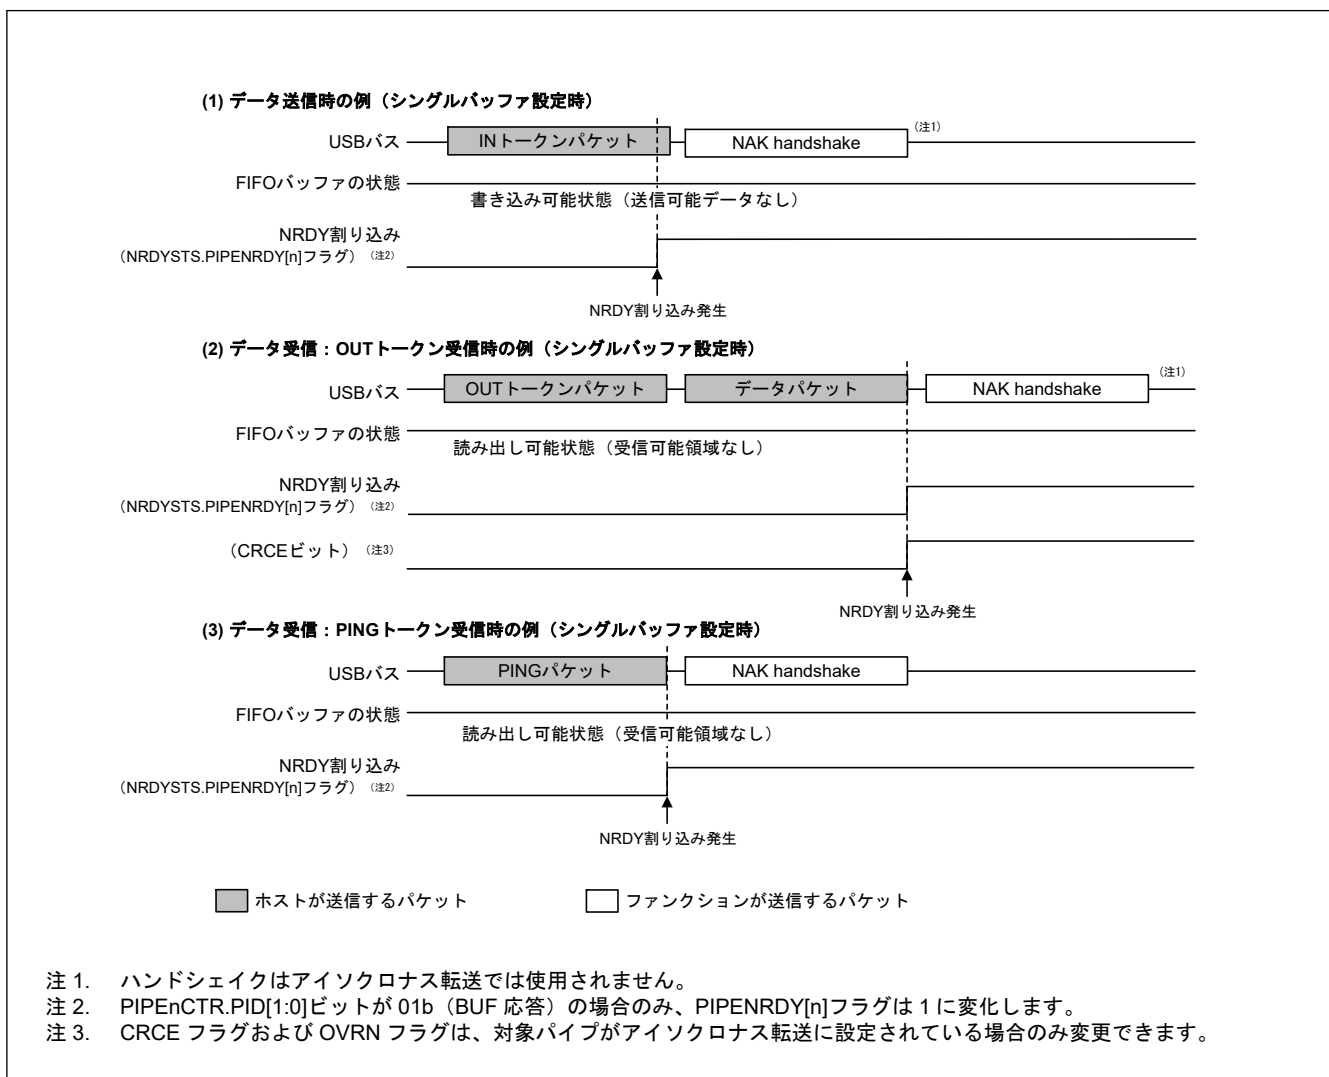 (1) データ送信時の例（シングルバッファ設定時）
USBバス
INトークンパケット
NAK handshake
（注1）
FIFOバッファの状態
書き込み可能状態（送信可能データなし）
NRDY割り込み
（NRDYSTS.PIPENRDY[n]フラグ）（注2）
NRDY割り込み発生
(2) データ受信：OUTトークン受信時の例（シングルバッファ設定時）
USBバス
OUTトークンパケット
データパケット
NAK handshake
（注1）
FIFOバッファの状態
読み出し可能状態（受信可能領域なし）
NRDY割り込み
（NRDYSTS.PIPENRDY[n]フラグ）（注2）
（CRCEビット）（注3）
NRDY割り込み発生
(3) データ受信：PINGトークン受信時の例（シングルバッファ設定時）
USBバス
PINGパケット
NAK handshake
FIFOバッファの状態
読み出し可能状態（受信可能領域なし）
NRDY割り込み
（NRDYSTS.PIPENRDY[n]フラグ）（注2）
NRDY割り込み発生
ホストが送信するパケット
ファンクションが送信するパケット
注 1. ハンドシェイクはアイソクロナス転送では使用されません。
注 2. PIPEnCTR.PID[1:0]ビットが 01b（BUF 応答）の場合のみ、PIPENRDY[n]フラグは 1 に変化します。
注 3. CRCE フラグおよび OVRN フラグは、対象パイプがアイソクロナス転送に設定されている場合のみ変更できます。